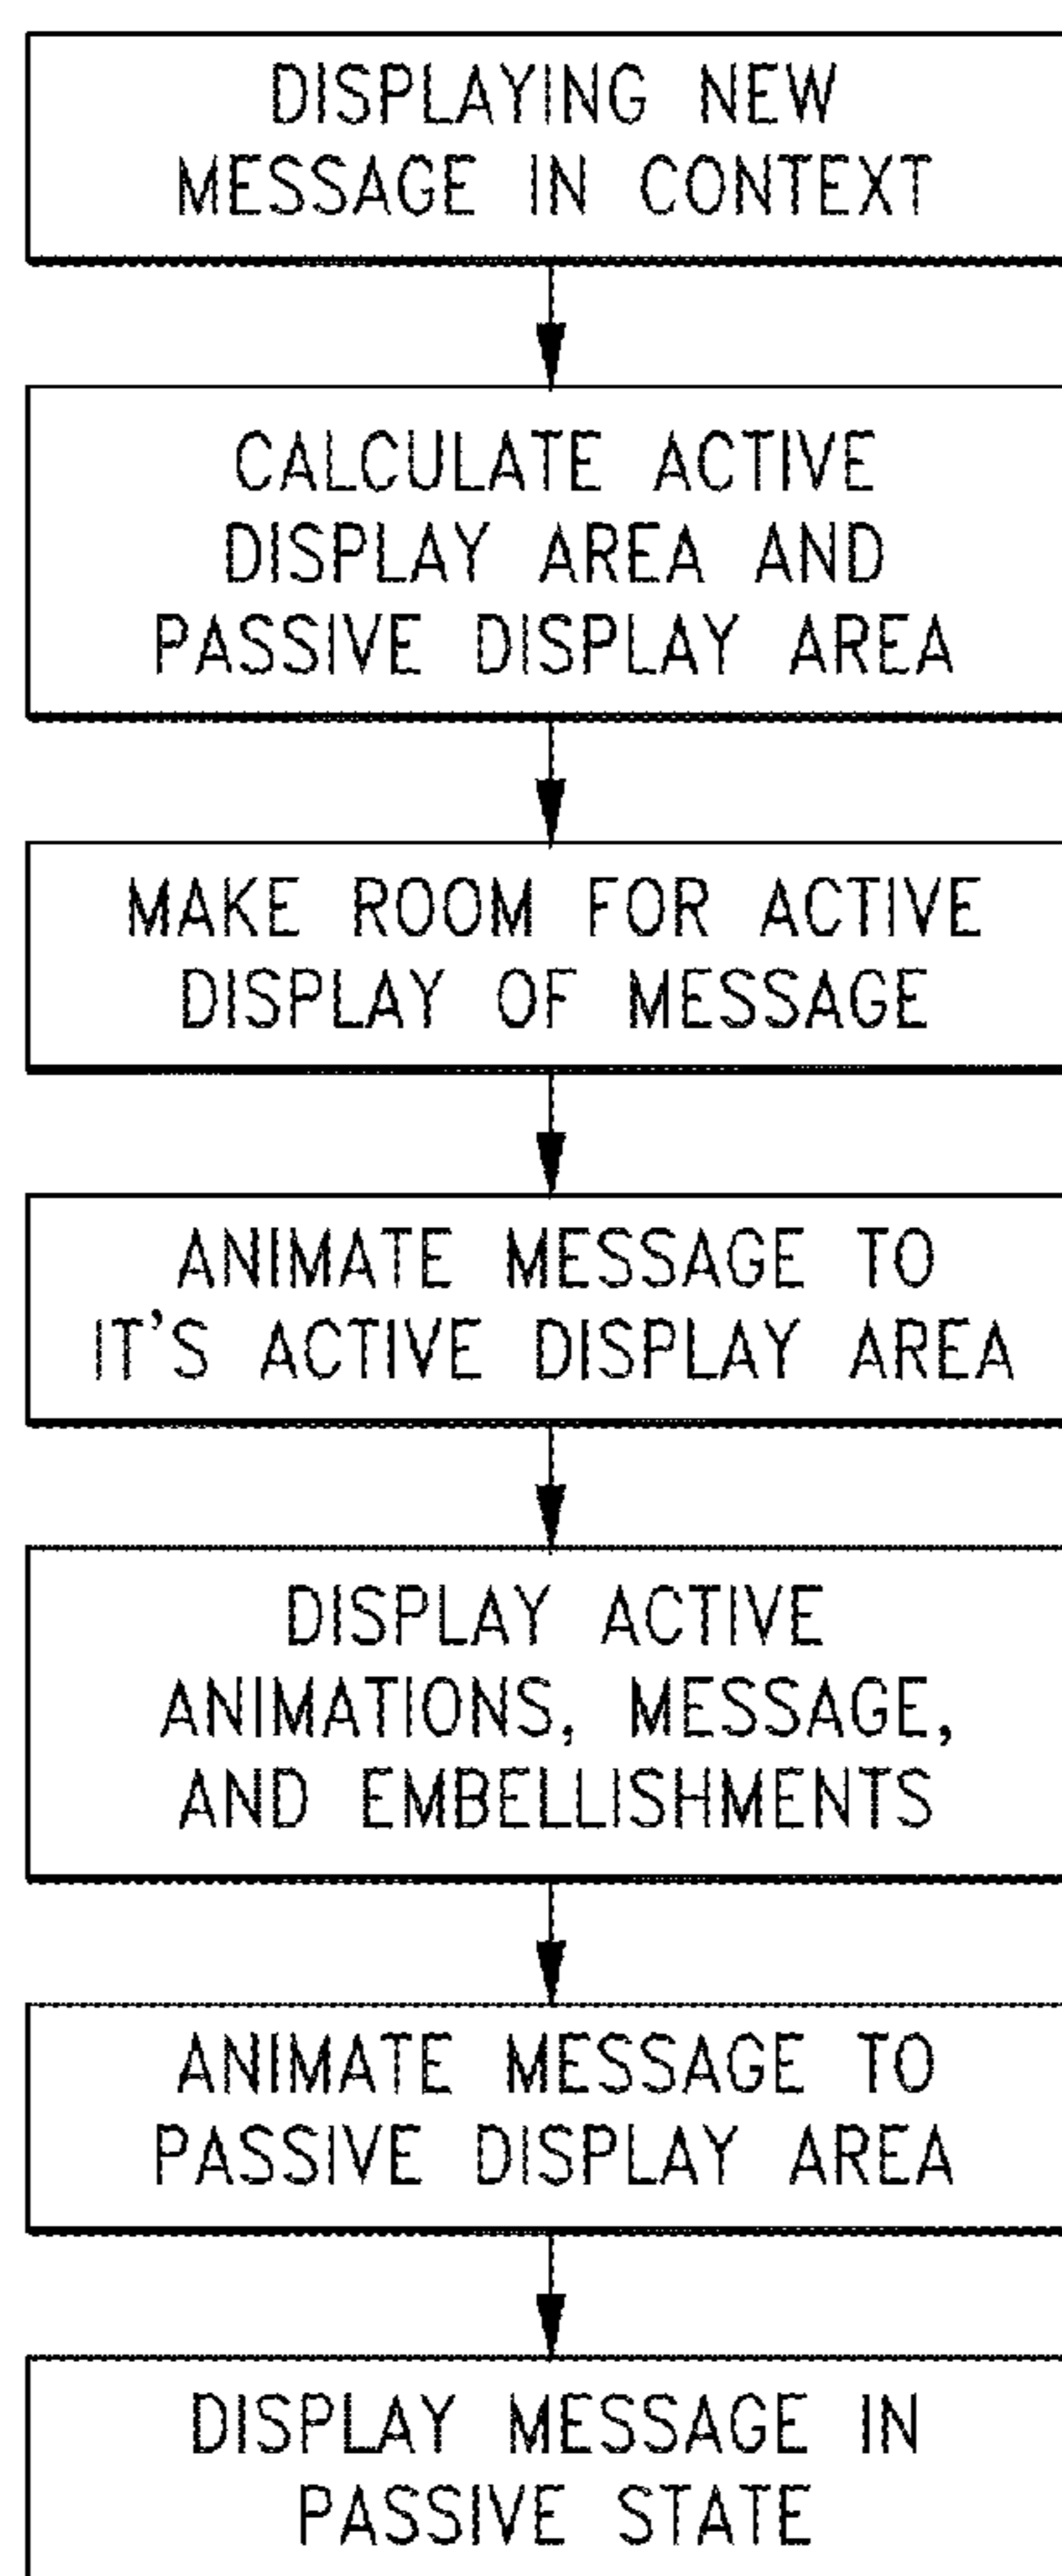 DISPLAYING NEW
MESSAGE IN CONTEXT
CALCULATE ACTIVE
DISPLAY AREA AND
PASSIVE DISPLAY AREA
MAKE ROOM FOR ACTIVE
DISPLAY OF MESSAGE
ANIMATE MESSAGE TO
IT'S ACTIVE DISPLAY AREA
DISPLAY ACTIVE
ANIMATIONS, MESSAGE,
AND EMBELLISHMENTS
ANIMATE MESSAGE TO
PASSIVE DISPLAY AREA
DISPLAY MESSAGE IN
PASSIVE STATE